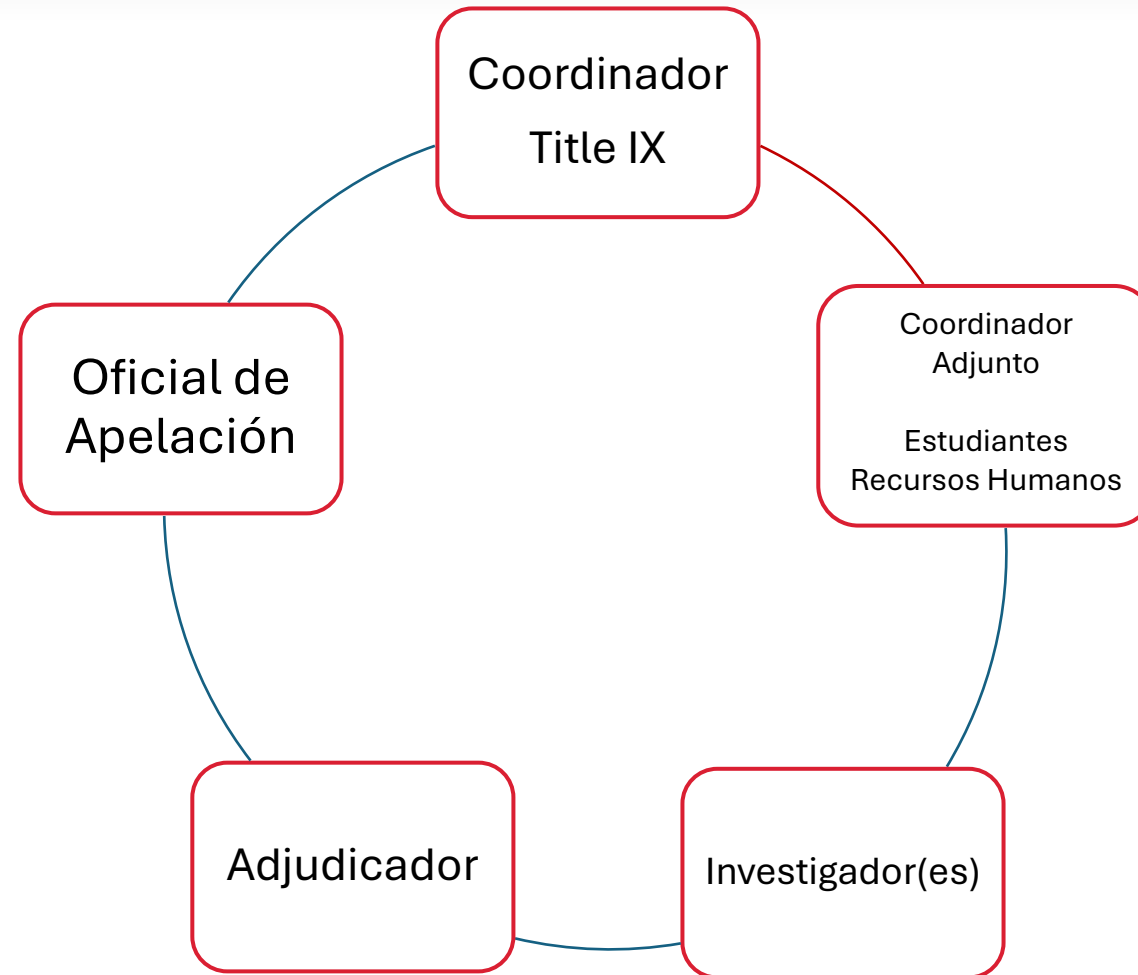 Coordinador
Title IX
Coordinador
Adjunto
Estudiantes
Recursos Humanos
Investigador(es)
Adjudicador
Oficial de
Apelación